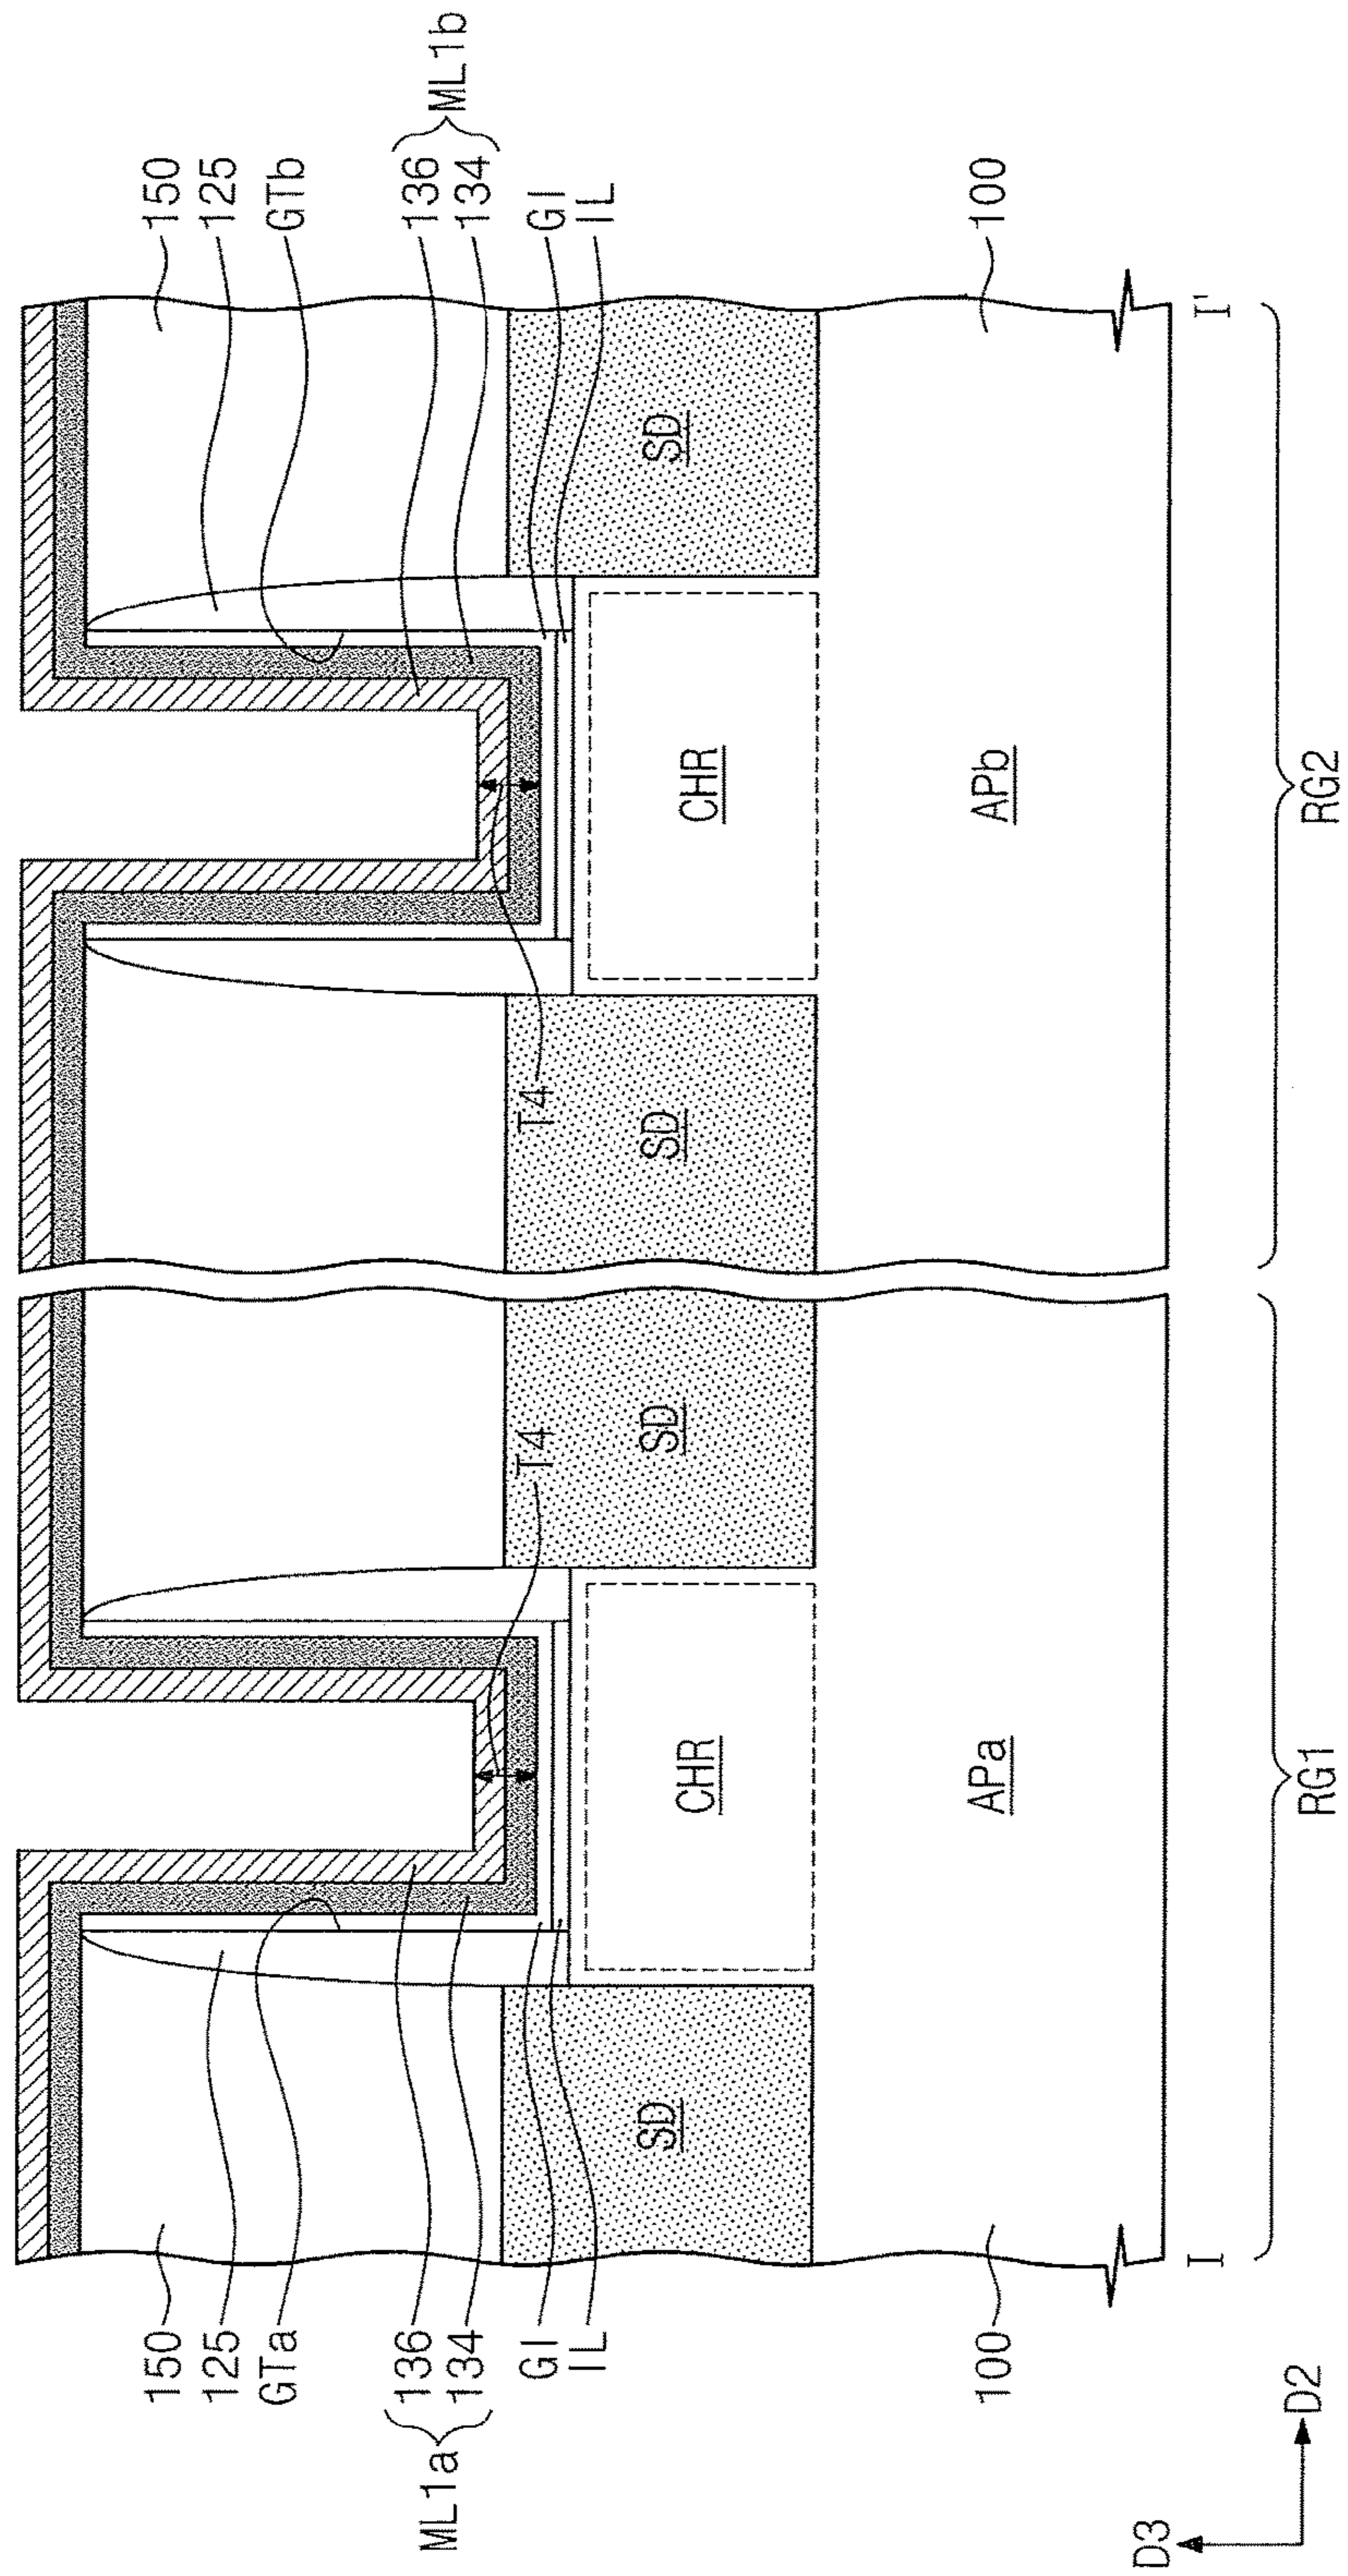 150
150
125
125
GTa
GTb
ML1a
136
134
136
134
ML1b
GI
GI
IL
IL
T4
T4
SD
SD
SD
SD
CHR
CHR
100
APa
APb
100
I
I'
RG1
RG2
D3
D2